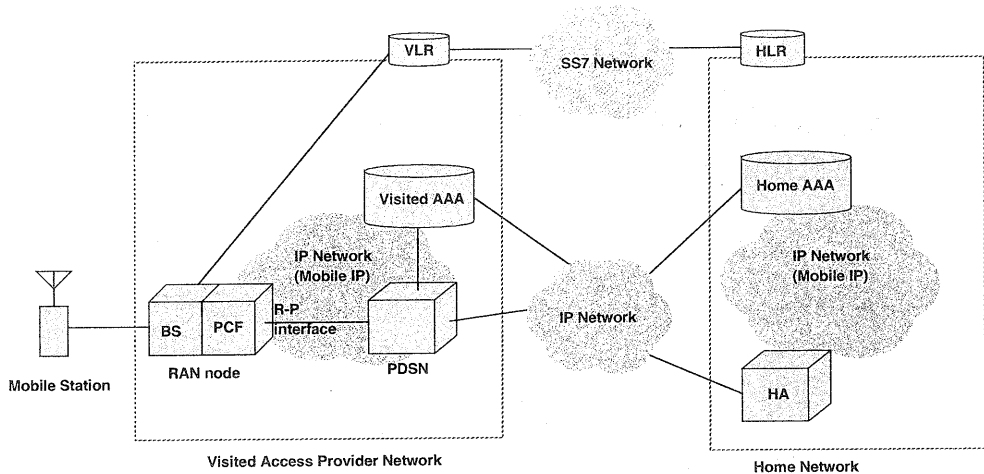 VLR
SS7 Network
HLR
Visited AAA
Home AAA
IP Network
(Mobile IP)
IP Network
(Mobile IP)
R-P
interface
BS
PCF
IP Network
RAN node
PDSN
Mobile Station
HA
Visited Access Provider Network
Home Network